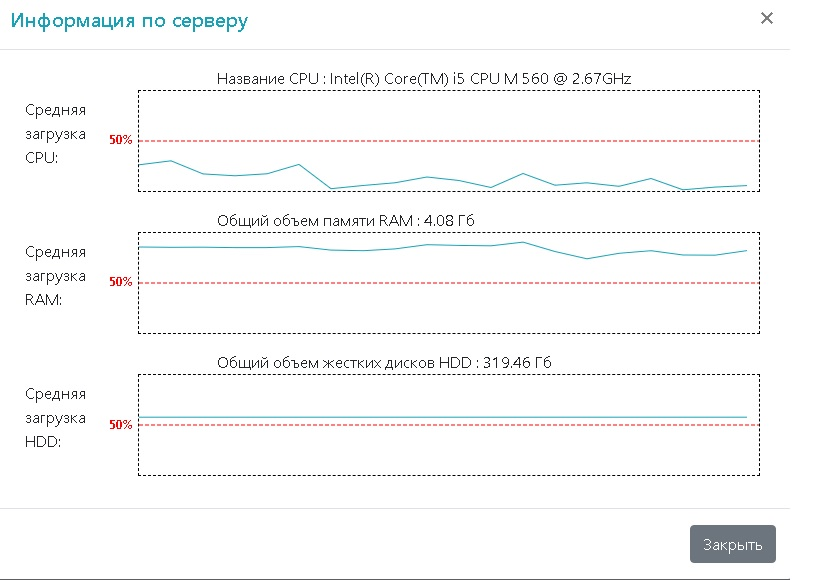 Информация по серверу
×
Название CPU : Intel(R) Core(TM) i5 CPU M 560 @ 2.67GHz
Средняя
загрузка
CPU:
50%
Общий объем памяти RAM : 4.08 Гб
Средняя
загрузка
RAM:
50%
Общий объем жестких дисков HDD : 319.46 Гб
Средняя
загрузка
HDD:
50%
Закрыть